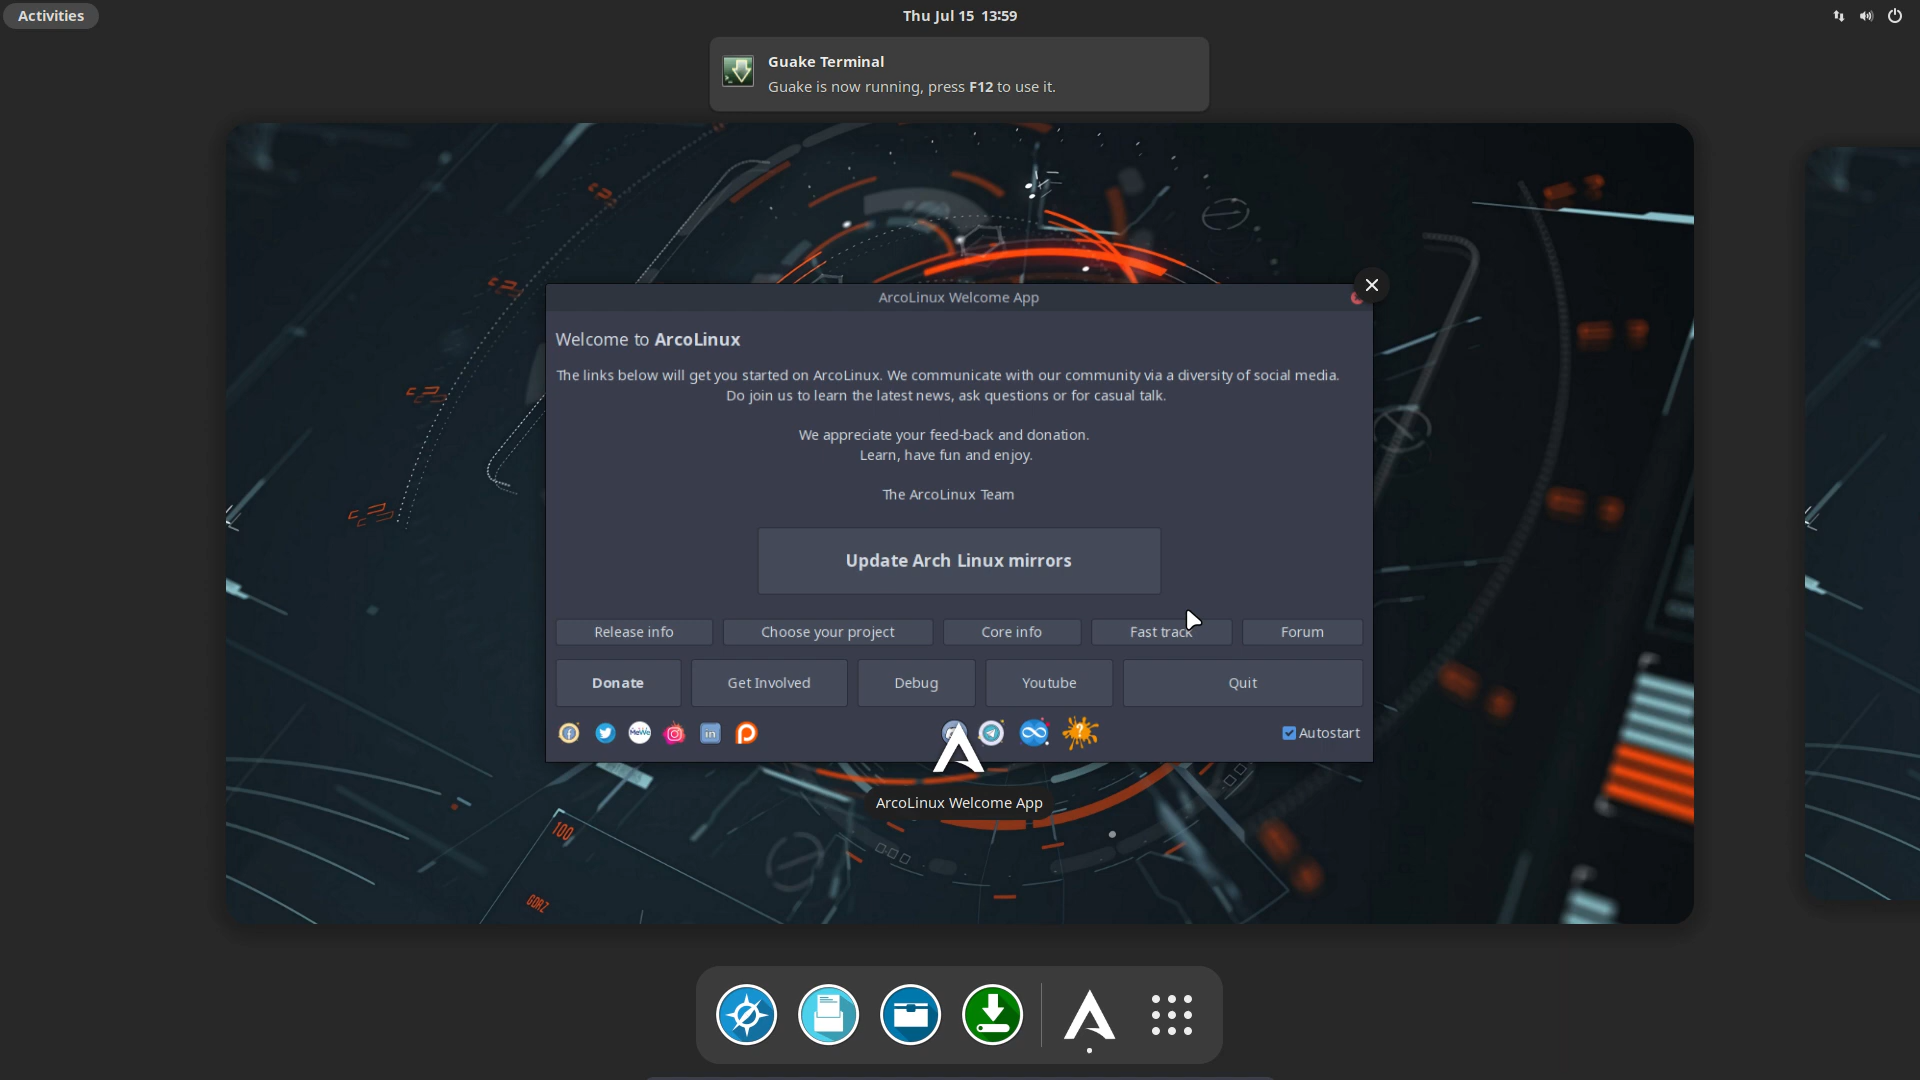 Activities
Thu Jul 15 13:59
Guake Terminal
Guake is now running, press F12 to use it.
ArcoLinux Welcome App
Welcome to ArcoLinux
The links below will get you started on ArcoLinux. We communicate with our community via a diversity of social media.
Do join us to learn the latest news, ask questions or for casual talk.
We appreciate your feed-back and donation.
Learn, have fun and enjoy.
The ArcoLinux Team
Update Arch Linux mirrors
Release info
Choose your project
Core info
Fast track
Forum
Donate
Get Involved
Debug
Youtube
Quit
MeWe
in
?
Autostart
ArcoLinux Welcome App
100
GDRZ